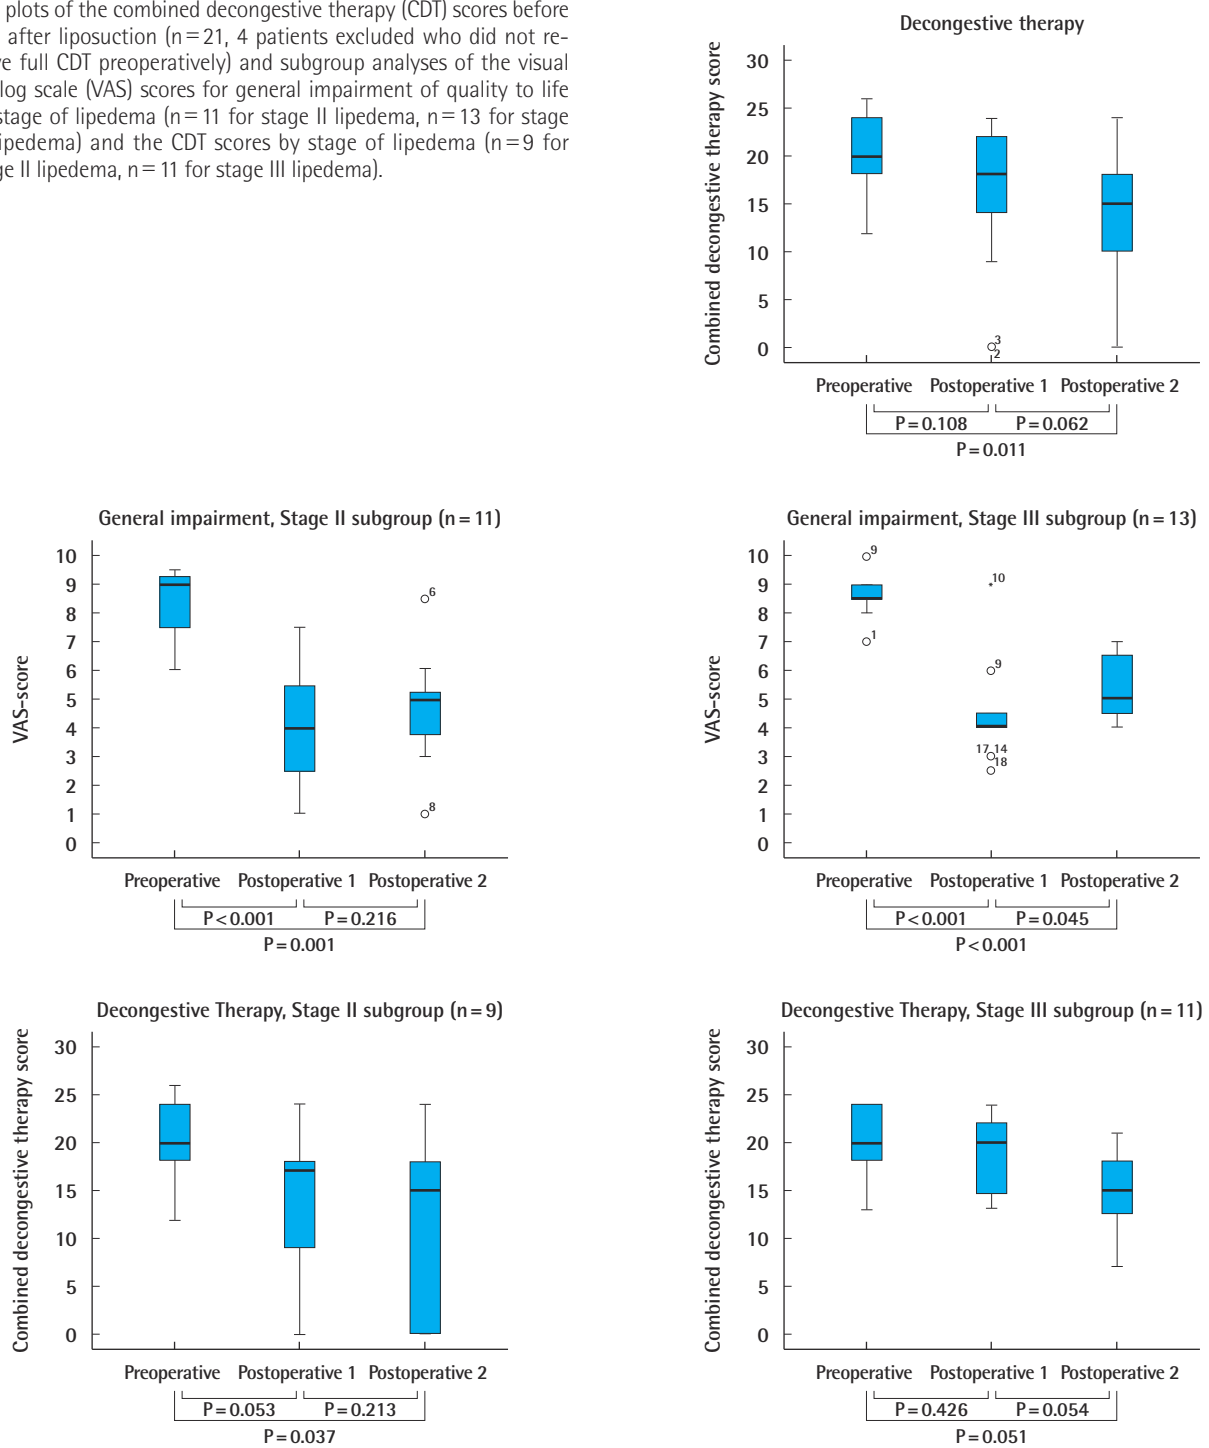 plots of the combined decongestive therapy (CDT) scores before
after liposuction (n=21, 4 patients excluded who did not re-
ve full CDT preoperatively) and subgroup analyses of the visual
log scale (VAS) scores for general impairment of quality to life
stage of lipedema (n=11 for stage II lipedema, n=13 for stage
lipedema) and the CDT scores by stage of lipedema (n=9 for
ge II lipedema, n=11 for stage III lipedema).
Decongestive therapy
Combined decongestive therapy score
30
25
20
15
10
5
0
3
2
Preoperative Postoperative 1 Postoperative 2
P=0.108 P=0.062
P=0.011
General impairment, Stage II subgroup (n=11)
VAS-score
10
9
8
7
6
5
4
3
2
1
0
6
8
Preoperative Postoperative 1 Postoperative 2
P<0.001 P=0.216
P=0.001
General impairment, Stage III subgroup (n=13)
VAS-score
10
9
8
7
6
5
4
3
2
1
0
9
1
10
9
17 14
18
Preoperative Postoperative 1 Postoperative 2
P<0.001 P=0.045
P<0.001
Decongestive Therapy, Stage II subgroup (n=9)
Combined decongestive therapy score
30
25
20
15
10
5
0
Preoperative Postoperative 1 Postoperative 2
P=0.053 P=0.213
P=0.037
Decongestive Therapy, Stage III subgroup (n=11)
Combined decongestive therapy score
30
25
20
15
10
5
0
Preoperative Postoperative 1 Postoperative 2
P=0.426 P=0.054
P=0.051